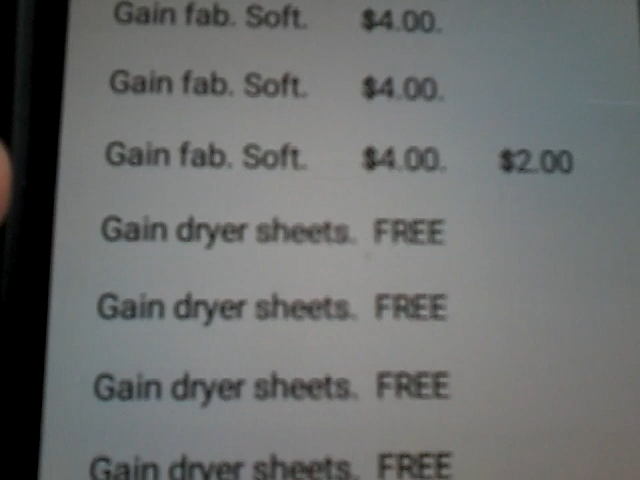 Gain fab. Soft. $4.00.
Gain fab. Soft. $4.00.
Gain fab. Soft. $4.00. $2.00
Gain dryer sheets. FREE
Gain dryer sheets. FREE
Gain dryer sheets. FREE
Gain dryer sheets. FREE